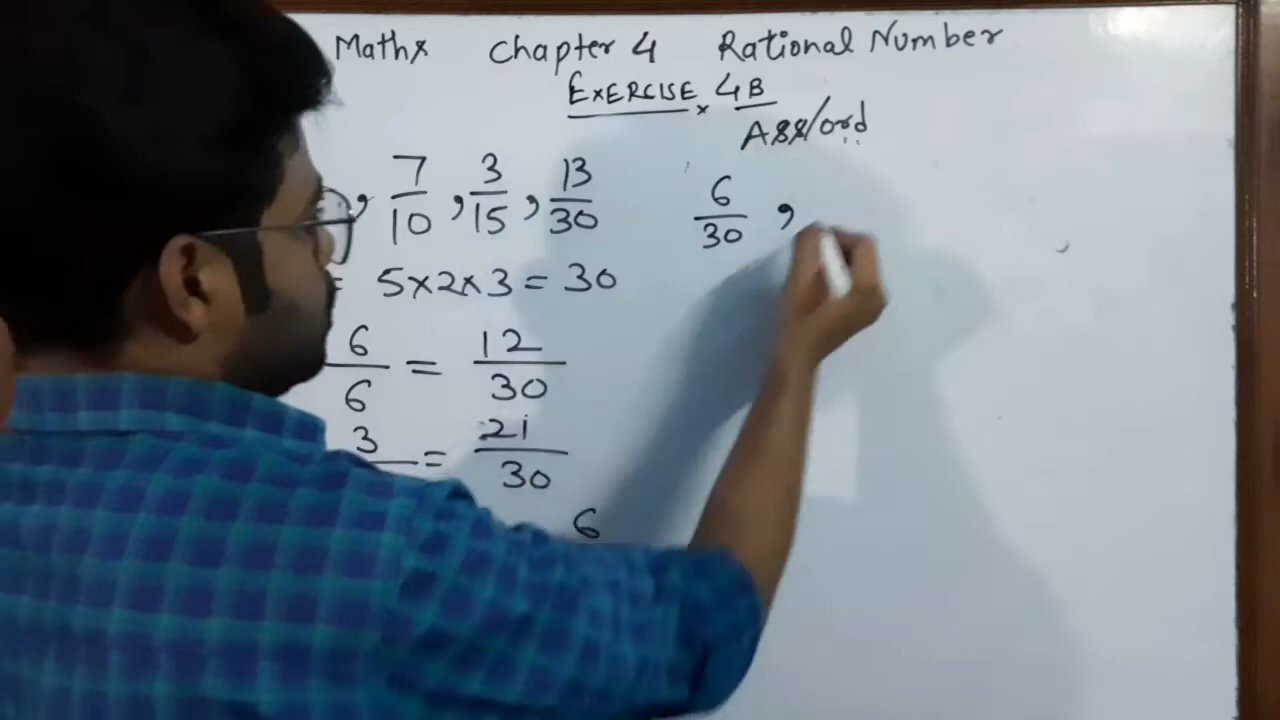 Maths Chapter 4 Rational Number
EXERCISE 4B
Ass/ord
, 7/10 , 3/15 , 13/30
= 5×2×3 = 30
6/6 = 12/30
3 = 21/30
6
6/30 ,